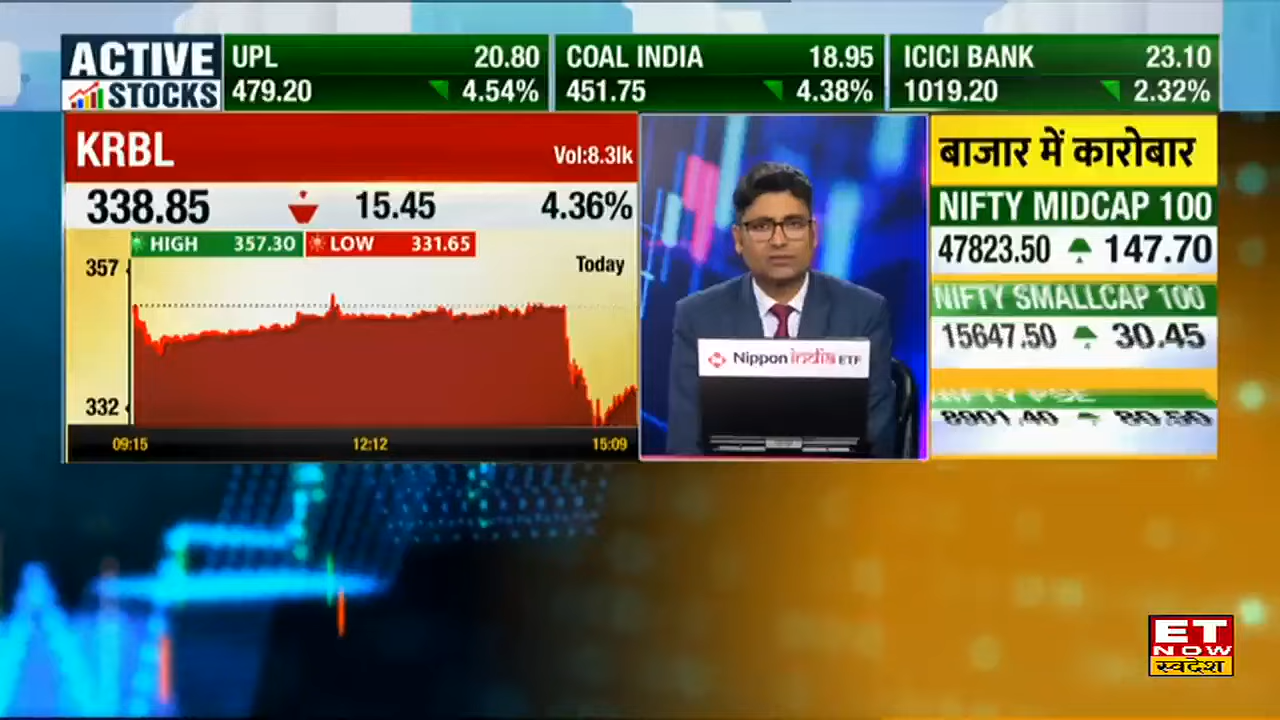 ACTIVE
STOCKS
UPL 20.80
479.20 4.54%
COAL INDIA 18.95
451.75 4.38%
ICICI BANK 23.10
1019.20 2.32%
KRBL Vol:8.3lk
338.85 15.45 4.36%
HIGH 357.30 LOW 331.65
Today
357
332
09:15 12:12 15:09
Nippon india ETF
बाजार में कारोबार
NIFTY MIDCAP 100
47823.50 147.70
NIFTY SMALLCAP 100
15647.50 30.45
ET
NOW
स्वदेश